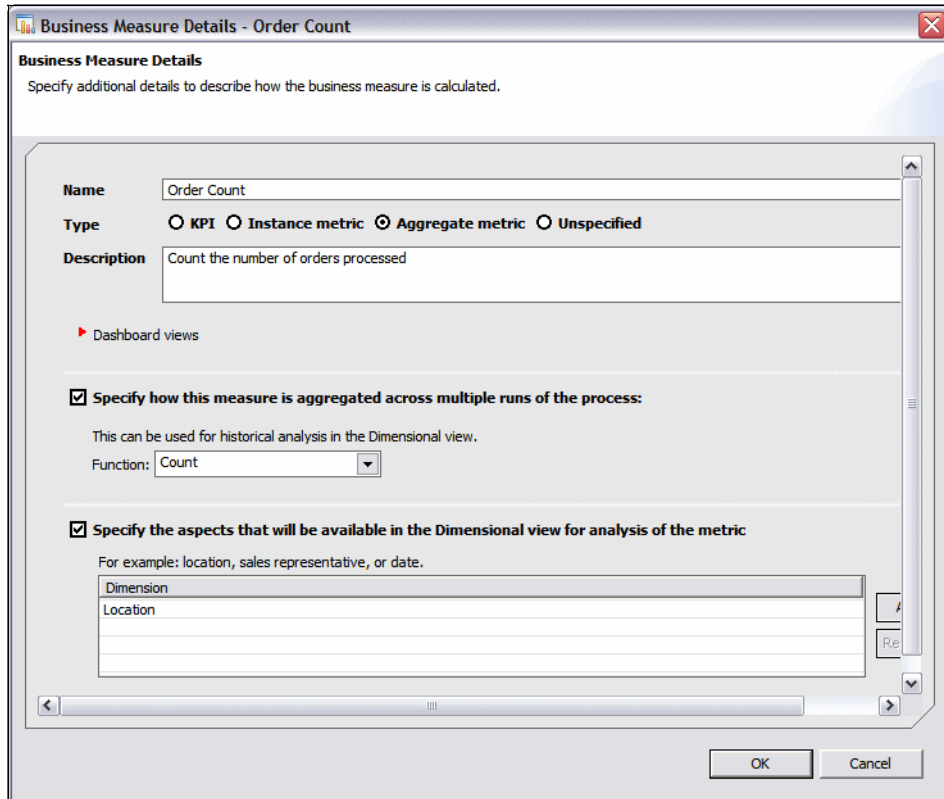 Business Measure Details - Order Count
Business Measure Details
Specify additional details to describe how the business measure is calculated.
Name Order Count
Type KPI Instance metric Aggregate metric Unspecified
Description Count the number of orders processed
Dashboard views
Specify how this measure is aggregated across multiple runs of the process:
This can be used for historical analysis in the Dimensional view.
Function: Count
Specify the aspects that will be available in the Dimensional view for analysis of the metric
For example: location, sales representative, or date.
Dimension
Location
Re
OK Cancel